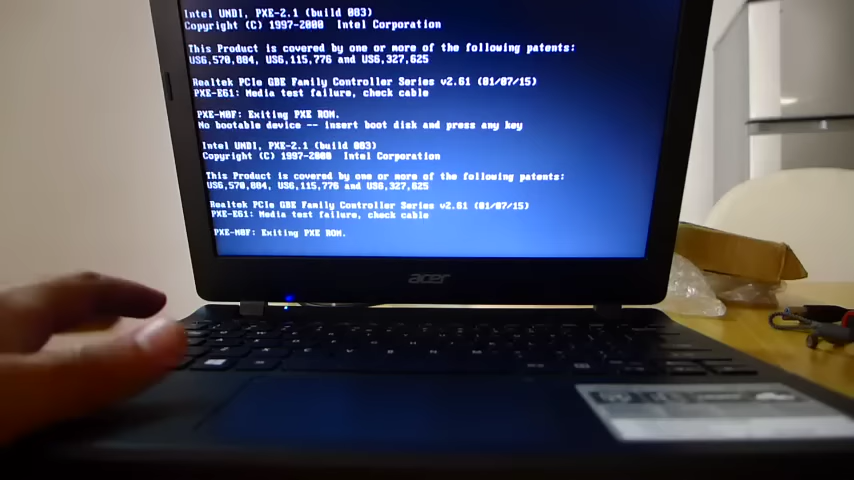 Intel UNDI, PXE-2.1 (build 083)
Copyright (C) 1997-2000 Intel Corporation
This Product is covered by one or more of the following patents:
US6,570,884, US6,115,776 and US6,327,625
Realtek PCIe GBE Family Controller Series v2.61 (01/07/15)
PXE-E61: Media test failure, check cable
PXE-M0F: Exiting PXE ROM.
No bootable device -- insert boot disk and press any key
Intel UNDI, PXE-2.1 (build 083)
Copyright (C) 1997-2000 Intel Corporation
This Product is covered by one or more of the following patents:
US6,570,884, US6,115,776 and US6,327,625
Realtek PCIe GBE Family Controller Series v2.61 (01/07/15)
PXE-E61: Media test failure, check cable
PXE-M0F: Exiting PXE ROM.
acer